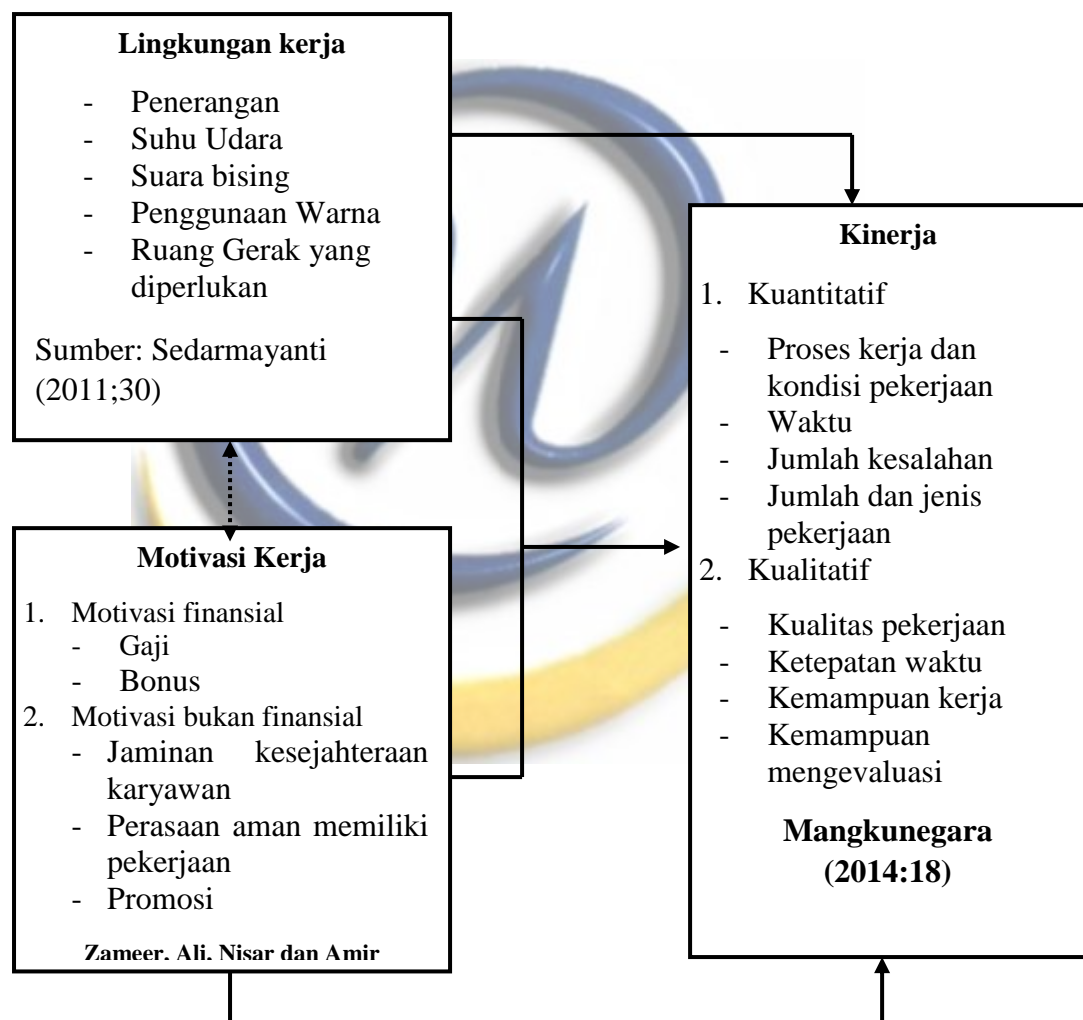 Lingkungan kerja
- Penerangan
- Suhu Udara
- Suara bising
- Penggunaan Warna
- Ruang Gerak yang
diperlukan
Sumber: Sedarmayanti
(2011;30)
Motivasi Kerja
1. Motivasi finansial
- Gaji
- Bonus
2. Motivasi bukan finansial
- Jaminan kesejahteraan
karyawan
- Perasaan aman memiliki
pekerjaan
- Promosi
Zameer, Ali, Nisar dan Amir
Kinerja
1. Kuantitatif
- Proses kerja dan
kondisi pekerjaan
- Waktu
- Jumlah kesalahan
- Jumlah dan jenis
pekerjaan
2. Kualitatif
- Kualitas pekerjaan
- Ketepatan waktu
- Kemampuan kerja
- Kemampuan
mengevaluasi
Mangkunegara
(2014:18)